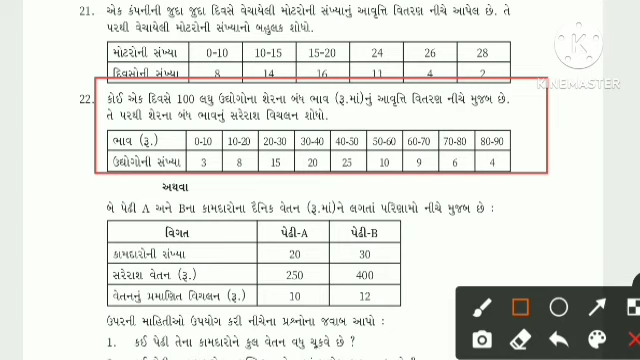 21. એક કંપનીની જુદા જુદા દિવસે વેચાયેલી મોટરોની સંખ્યાનું આવૃત્તિ વિતરણ નીચે આપેલ છે. તે
પરથી વેચાયેલી મોટરોની સંખ્યાનો બહુલક શોધો.
મોટરોની સંખ્યા 0-10 10-15 15-20 24 26 28
દિવસોની સંખ્યા 8 14 16 11 4 2
22. કોઈ એક દિવસે 100 લઘુ ઉદ્યોગોના શેરના બંધ ભાવ (રૂ.માં)નું આવૃત્તિ વિતરણ નીચે મુજબ છે.
તે પરથી શેરના બંધ ભાવનું સરેરાશ વિચલન શોધો.
ભાવ (રૂ.) 0-10 10-20 20-30 30-40 40-50 50-60 60-70 70-80 80-90
ઉદ્યોગોની સંખ્યા 3 8 15 20 25 10 9 6 4
અથવા
બે પેઢી A અને Bના કામદારોના દૈનિક વેતન (રૂ.માં)ને લગતાં પરિણામો નીચે મુજબ છે :
વિગત પેઢી-A પેઢી-B
કામદારોની સંખ્યા 20 30
સરેરાશ વેતન (રૂ.) 250 400
વેતનનું પ્રમાણિત વિચલન (રૂ.) 10 12
ઉપરની માહિતીઓ ઉપયોગ કરી નીચેના પ્રશ્નોના જવાબ આપો :
1. કઈ પેઢી તેના કામદારોને કુલ વેતન વધુ ચૂકવે છે ?
KINEMASTER